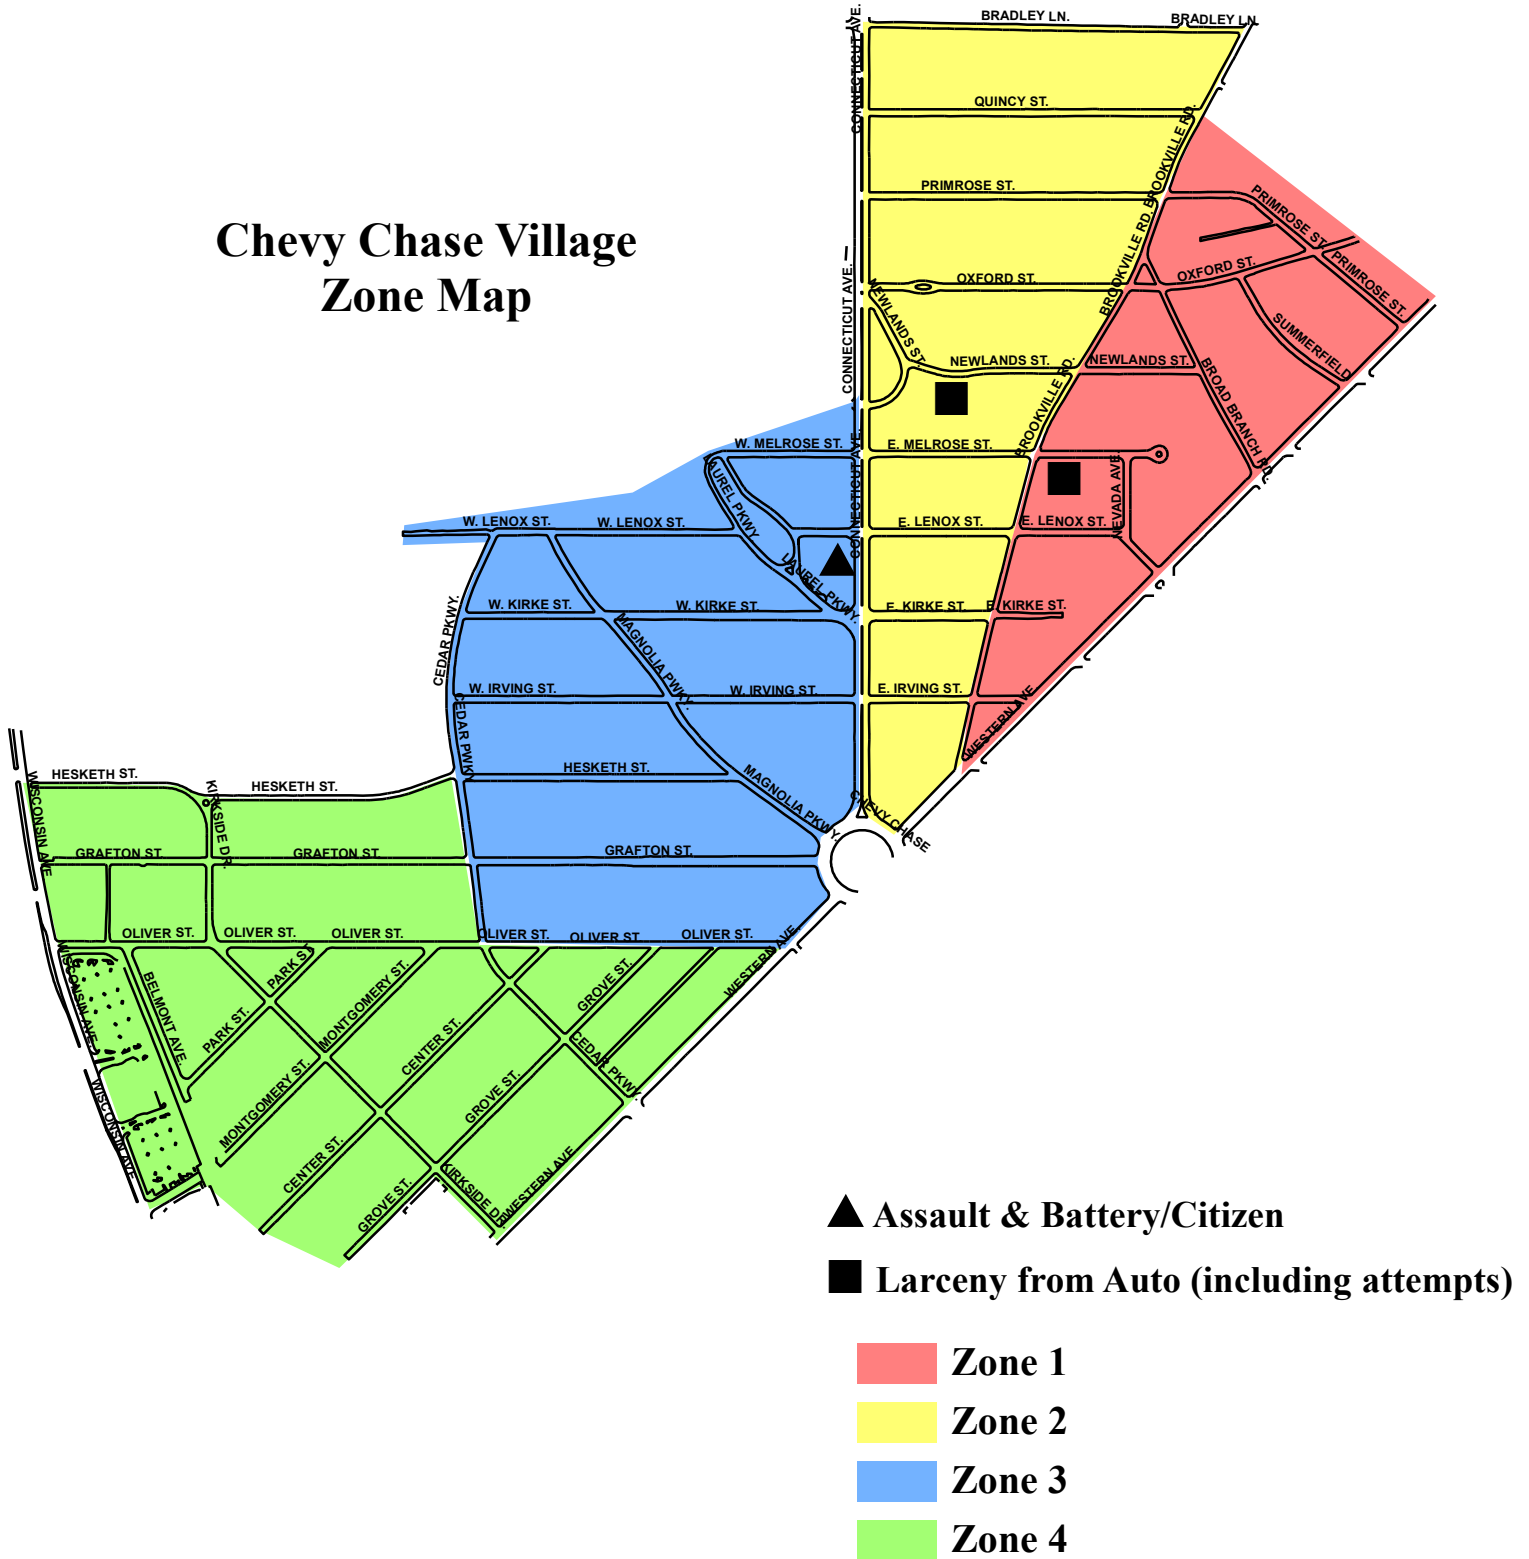 BRADLEY LN.
BRADLEY LN.
CONNECTICUT AVE.
QUINCY ST.
BROOKVILLE RD.
PRIMROSE ST.
PRIMROSE ST.
Chevy Chase Village
Zone Map
BROOKVILLE RD.
PRIMROSE ST.
OXFORD ST.
OXFORD ST.
CONNECTICUT AVE.
NEWLANDS ST.
SUMMERFIELD
NEWLANDS ST.
NEWLANDS ST.
BROOKVILLE RD.
BROAD BRANCH RD.
W. MELROSE ST.
E. MELROSE ST.
CONNECTICUT AVE.
LAUREL PKWY
NEVADA AVE.
W. LENOX ST.
W. LENOX ST.
E. LENOX ST.
E. LENOX ST.
LAUREL PKWY.
W. KIRKE ST.
W. KIRKE ST.
E. KIRKE ST.
E. KIRKE ST.
CEDAR PKWY.
MAGNOLIA PWKY.
W. IRVING ST.
W. IRVING ST.
E. IRVING ST.
WESTERN AVE
CEDAR PWKY
HESKETH ST.
HESKETH ST.
HESKETH ST.
MAGNOLIA PKWY.
CHEVY CHASE
WISCONSIN AVE
KIRKSIDE DR.
GRAFTON ST.
GRAFTON ST.
GRAFTON ST.
OLIVER ST.
OLIVER ST.
OLIVER ST.
OLIVER ST.
OLIVER ST.
OLIVER ST.
WESTERN AVE.
WISCONSIN AVE.
BELMONT AVE.
PARK ST.
PARK ST.
MONTGOMERY ST.
GROVE ST.
CENTER ST.
CEDAR PKWY.
MONTGOMERY ST.
GROVE ST.
WISCONSIN AVE
CENTER ST.
GROVE ST.
KIRKSIDE DR.
WESTERN AVE
Assault & Battery/Citizen
Larceny from Auto (including attempts)
Zone 1
Zone 2
Zone 3
Zone 4